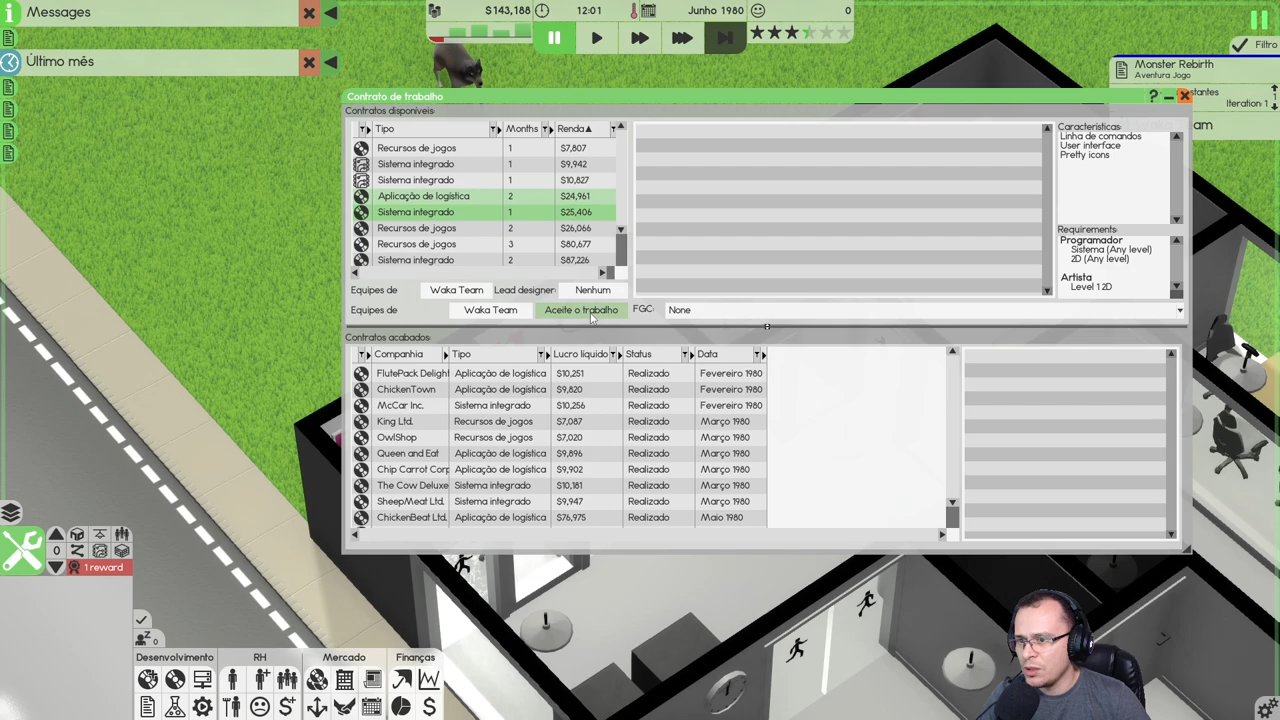 Messages
Último mês
$143,188
12:01
Junho 1980
0
Filtro
Monster Rebirth
Aventura Jogo
stantes
1
Iteration: 1
am
Contrato de trabalho
?
Contratos disponíveis:
Tipo Months Renda▲
Recursos de jogos 1 $7,807
Sistema integrado 1 $9,942
Sistema integrado 1 $10,827
Aplicação de logística 2 $24,961
Sistema integrado 1 $25,406
Recursos de jogos 2 $26,066
Recursos de jogos 3 $80,677
Sistema integrado 2 $87,226
Equipes de Waka Team Lead designer: Nenhum
Equipes de Waka Team Aceite o trabalho FGC: None
Características:
Linha de comandos
User interface
Pretty icons
Requirements:
Programador
Sistema (Any level)
2D (Any level)
Artista
Level 1 2D
Contratos acabados:
Companhia Tipo Lucro líquido Status Data
FlutePack Delight Aplicação de logística $10,251 Realizado Fevereiro 1980
ChickenTown Aplicação de logística $9,820 Realizado Fevereiro 1980
McCar Inc. Sistema integrado $10,256 Realizado Fevereiro 1980
King Ltd. Recursos de jogos $7,087 Realizado Março 1980
OwlShop Recursos de jogos $7,020 Realizado Março 1980
Queen and Eat Aplicação de logística $9,896 Realizado Março 1980
Chip Carrot Corp Aplicação de logística $9,902 Realizado Março 1980
The Cow Deluxe Sistema integrado $10,181 Realizado Março 1980
SheepMeat Ltd. Sistema integrado $9,947 Realizado Março 1980
ChickenBeat Ltd. Aplicação de logística $76,975 Realizado Maio 1980
0
1 reward
Z 0
Desenvolvimento RH Mercado Finanças